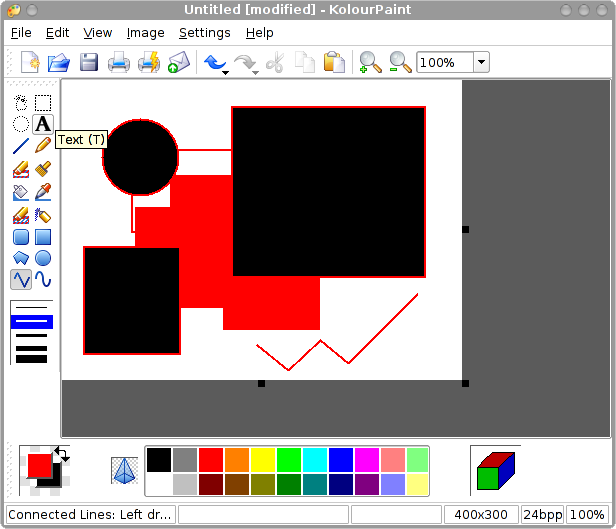 Untitled [modified] - KolourPaint
File Edit View Image Settings Help
100%
A
Text (T)
Connected Lines: Left dr... 400x300 24bpp 100%